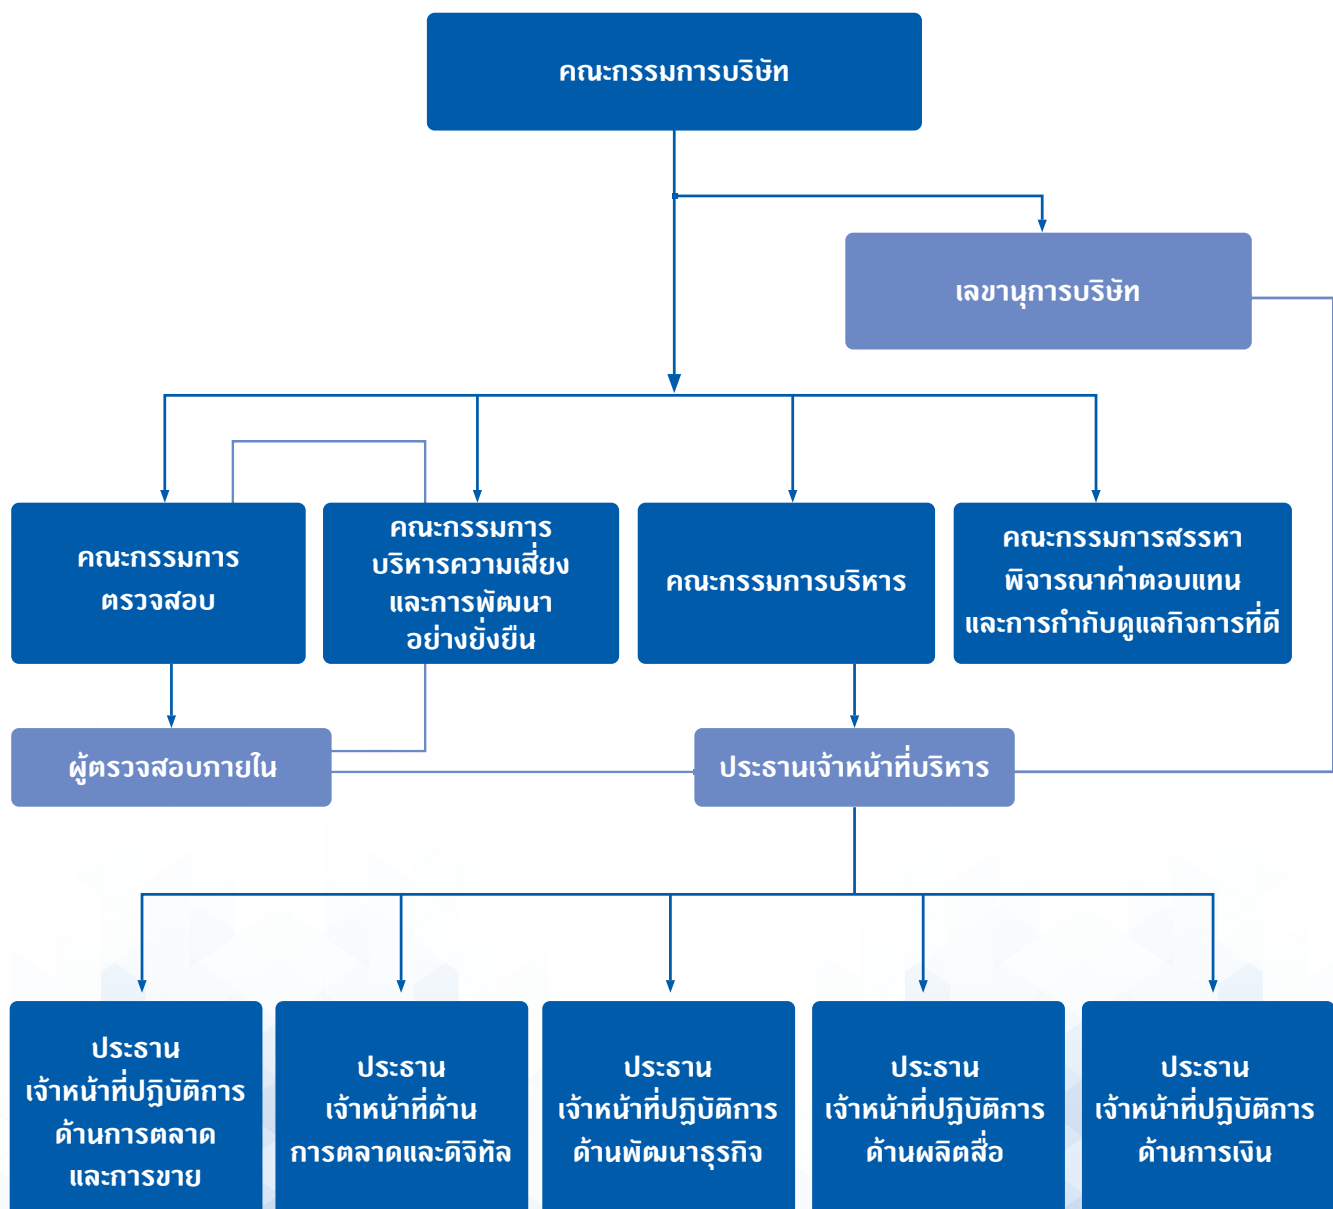 คณะกรรมการบริษัท
เลขานุการบริษัท
คณะกรรมการ
ตรวจสอบ
คณะกรรมการ
บริหารความเสี่ยง
และการพัฒนา
อย่างยั่งยืน
คณะกรรมการบริหาร
คณะกรรมการสรรหา
พิจารณาค่าตอบแทน
และการกำกับดูแลกิจการที่ดี
ผู้ตรวจสอบภายใน
ประธานเจ้าหน้าที่บริหาร
ประธาน
เจ้าหน้าที่ปฏิบัติการ
ด้านการตลาด
และการขาย
ประธาน
เจ้าหน้าที่ด้าน
การตลาดและดิจิทัล
ประธาน
เจ้าหน้าที่ปฏิบัติการ
ด้านพัฒนาธุรกิจ
ประธาน
เจ้าหน้าที่ปฏิบัติการ
ด้านผลิตสื่อ
ประธาน
เจ้าหน้าที่ปฏิบัติการ
ด้านการเงิน